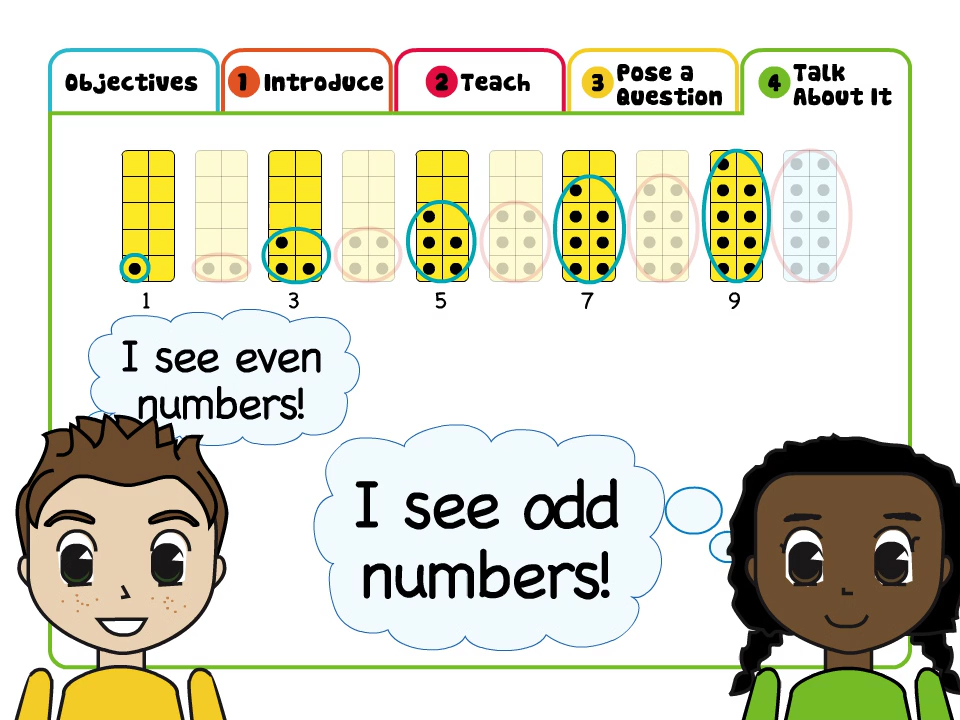 Objectives
1 Introduce
2 Teach
3 Pose a
Question
4 Talk
About It
1 3 5 7 9
I see even
numbers!
I see odd
numbers!